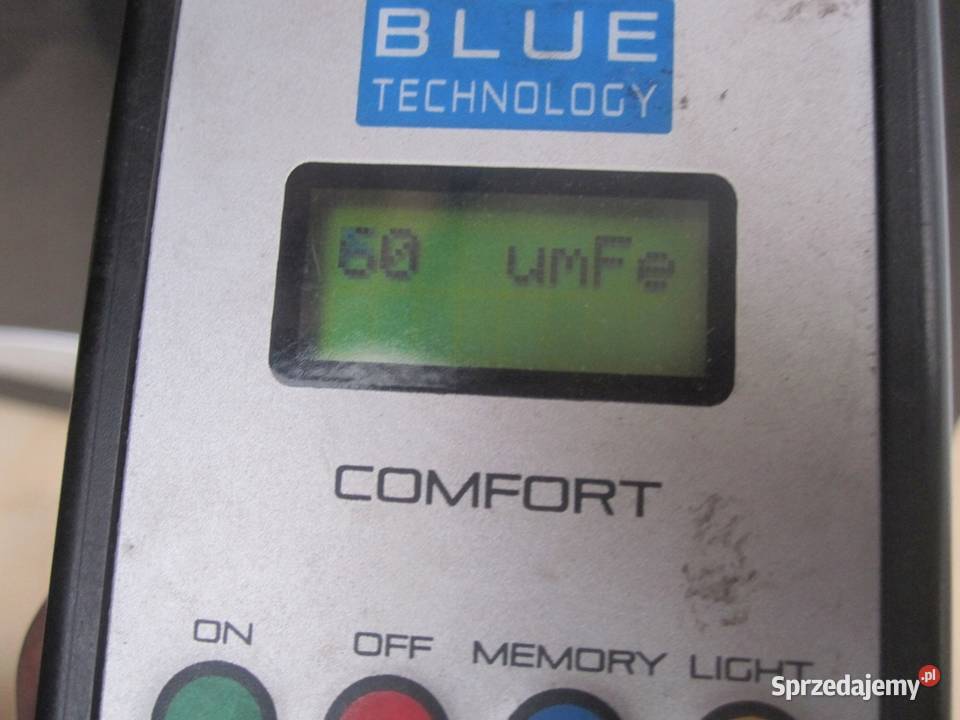 BLUE
TECHNOLOGY
60 umFe
COMFORT
ON OFF MEMORY LIGHT
Sprzedajemy.pl